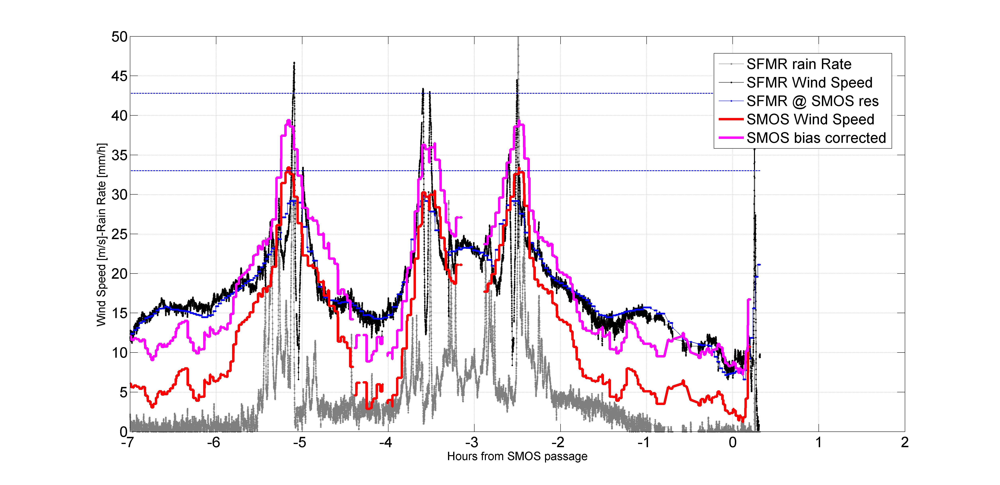 50
45
40
35
30
25
20
15
10
5
0
Wind Speed [m/s]-Rain Rate [mm/h]
SFMR rain Rate
SFMR Wind Speed
SFMR @ SMOS res
SMOS Wind Speed
SMOS bias corrected
-7 -6 -5 -4 -3 -2 -1 0 1 2
Hours from SMOS passage